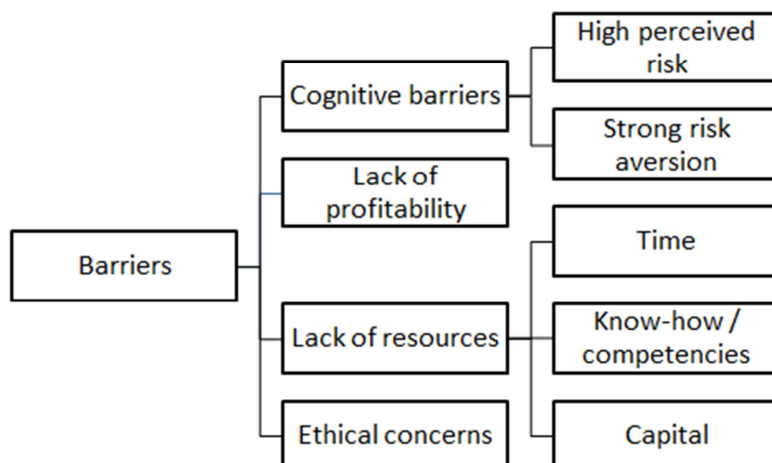 Barriers
Cognitive barriers
High perceived
risk
Strong risk
aversion
Lack of
profitability
Lack of resources
Time
Know-how /
competencies
Capital
Ethical concerns